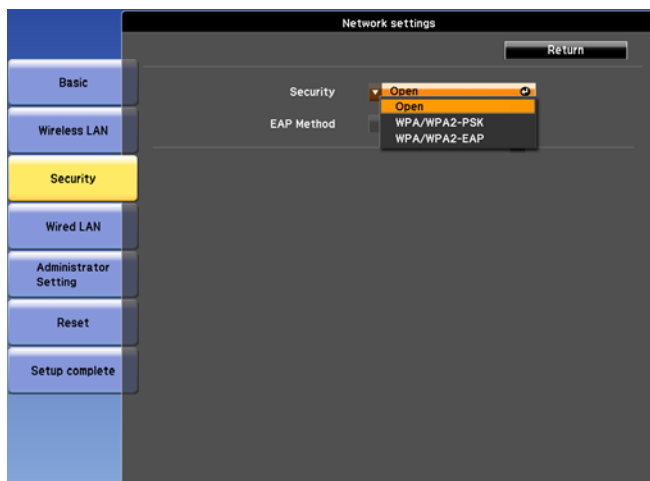 Network settings
Return
Basic
Wireless LAN
Security
Wired LAN
Administrator
Setting
Reset
Setup complete
Security
Open
Open
WPA/WPA2-PSK
WPA/WPA2-EAP
EAP Method